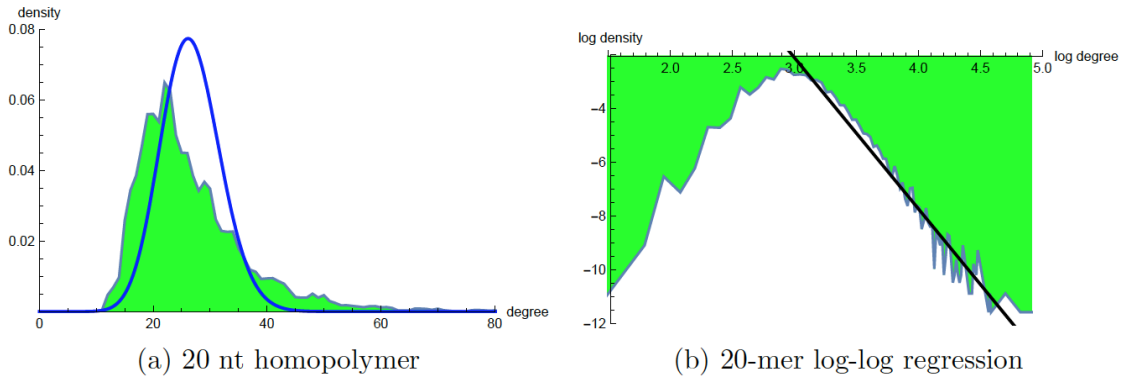 density
0.08
0.06
0.04
0.02
0 20 40 60 80
degree
(a) 20 nt homopolymer
log density
2.0 2.5 3.0 3.5 4.0 4.5 5.0
log degree
−4
−6
−8
−10
−12
(b) 20-mer log-log regression